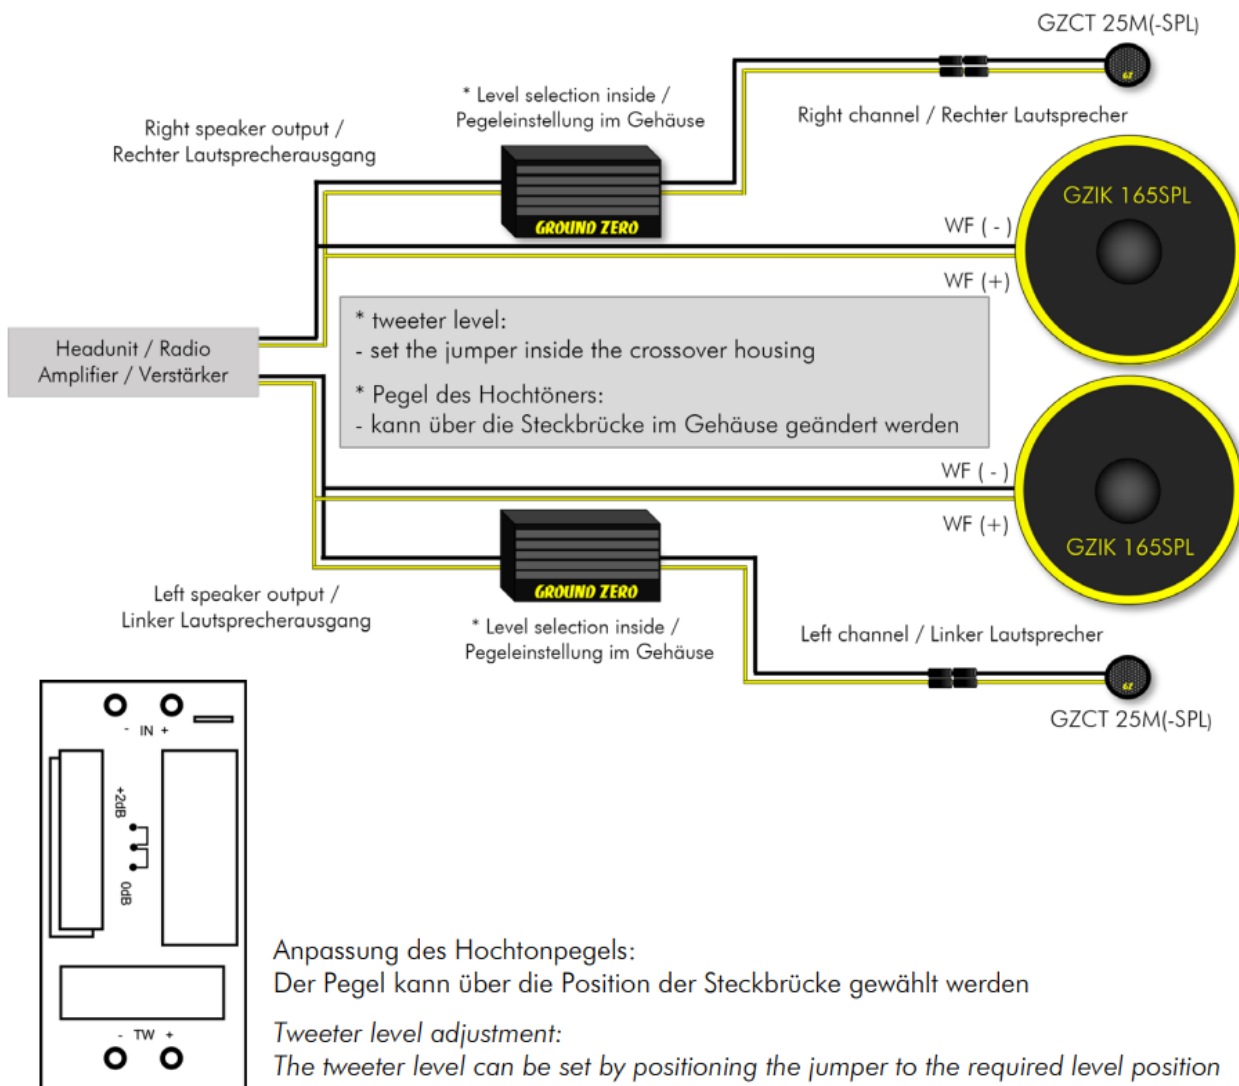 GZCT 25M(-SPL)
* Level selection inside /
Pegeleinstellung im Gehäuse
Right channel / Rechter Lautsprecher
Right speaker output /
Rechter Lautsprecherausgang
GROUND ZERO
GZ
GZIK 165SPL
WF ( - )
WF (+)
* tweeter level:
- set the jumper inside the crossover housing
* Pegel des Hochtöners:
- kann über die Steckbrücke im Gehäuse geändert werden
Headunit / Radio
Amplifier / Verstärker
WF ( - )
WF (+)
GZIK 165SPL
GROUND ZERO
Left speaker output /
Linker Lautsprecherausgang
* Level selection inside /
Pegeleinstellung im Gehäuse
Left channel / Linker Lautsprecher
GZ
GZCT 25M(-SPL)
- IN +
+2dB
0dB
- TW +
Anpassung des Hochtonpegels:
Der Pegel kann über die Position der Steckbrücke gewählt werden
Tweeter level adjustment:
The tweeter level can be set by positioning the jumper to the required level position